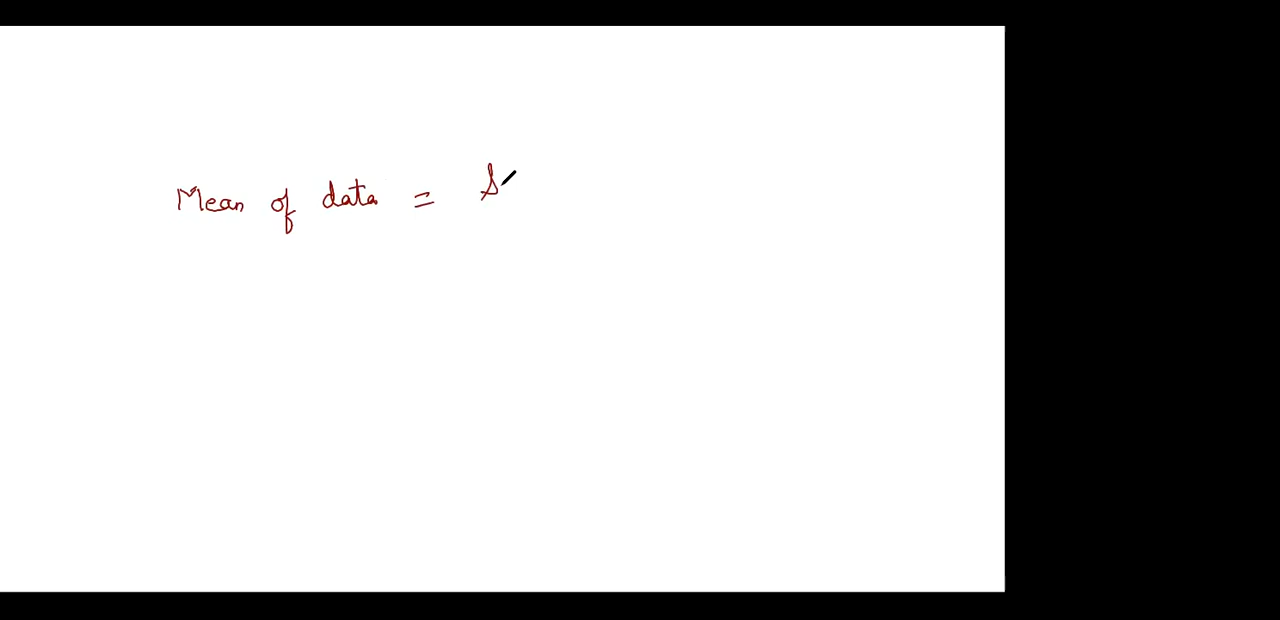 Mean of data = S